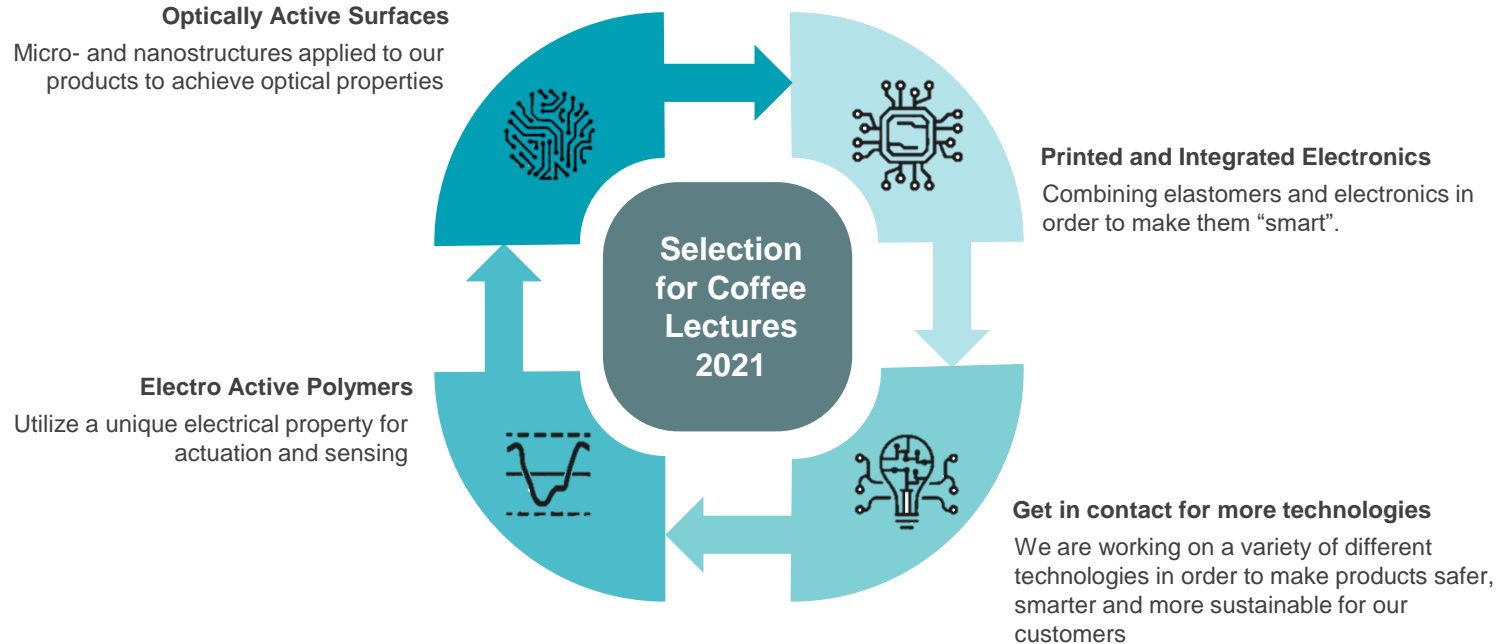 Optically Active Surfaces
Micro- and nanostructures applied to our
products to achieve optical properties
Printed and Integrated Electronics
Combining elastomers and electronics in
order to make them “smart”.
Selection
for Coffee
Lectures
2021
Electro Active Polymers
Utilize a unique electrical property for
actuation and sensing
Get in contact for more technologies
We are working on a variety of different
technologies in order to make products safer,
smarter and more sustainable for our
customers